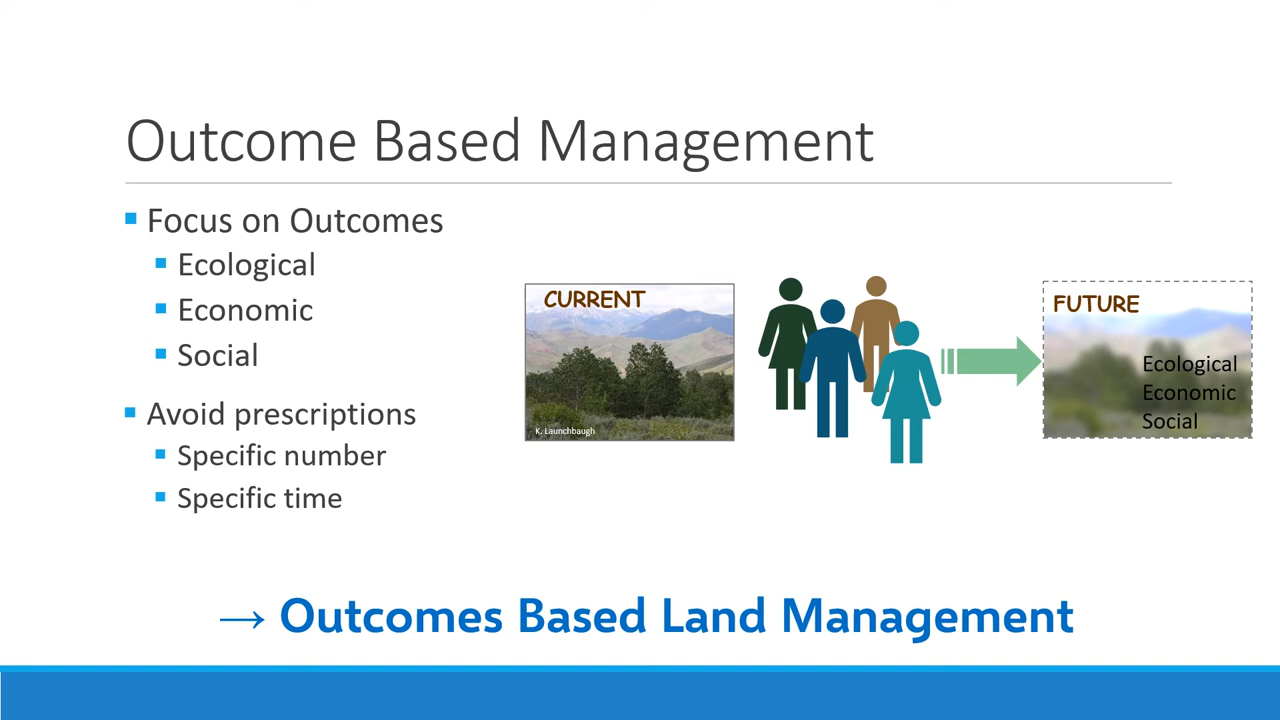 Outcome Based Management
Focus on Outcomes
Ecological
Economic
Social
Avoid prescriptions
Specific number
Specific time
CURRENT
K. Launchbaugh
FUTURE
Ecological
Economic
Social
→ Outcomes Based Land Management